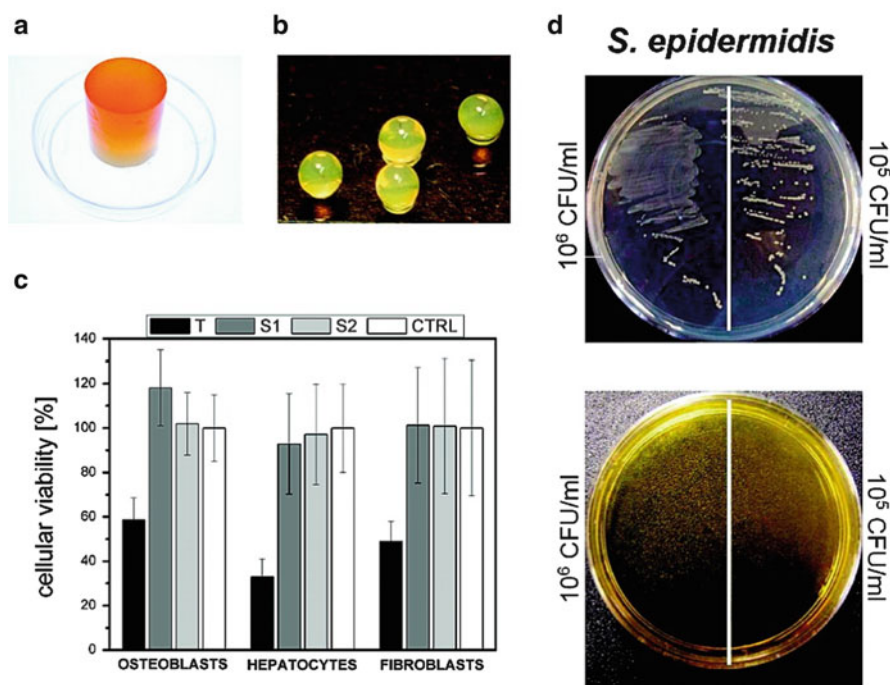 a
b
d
S. epidermidis
10⁶ CFU/ml
10⁵ CFU/ml
c
T S1 S2 CTRL
cellular viability [%]
140
120
100
80
60
40
20
0
OSTEOBLASTS HEPATOCYTES FIBROBLASTS
10⁶ CFU/ml
10⁵ CFU/ml